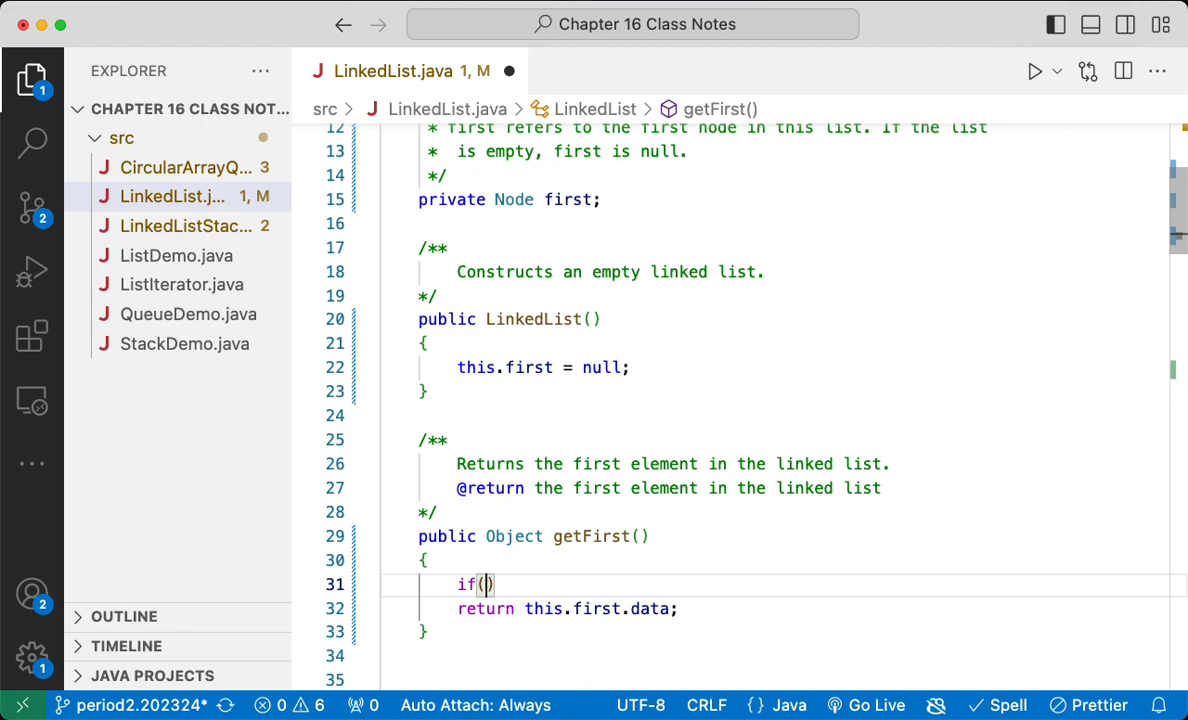 Chapter 16 Class Notes
EXPLORER
LinkedList.java 1, M
CHAPTER 16 CLASS NOT...
src
CircularArrayQ... 3
LinkedList.j... 1, M
LinkedListStac... 2
ListDemo.java
ListIterator.java
QueueDemo.java
StackDemo.java
OUTLINE
TIMELINE
JAVA PROJECTS
1
2
2
1
src > LinkedList.java > LinkedList > getFirst()
12 * first refers to the first node in this list. If the list
13 * is empty, first is null.
14 */
15 private Node first;
16
17 /**
18 Constructs an empty linked list.
19 */
20 public LinkedList()
21 {
22 this.first = null;
23 }
24
25 /**
26 Returns the first element in the linked list.
27 @return the first element in the linked list
28 */
29 public Object getFirst()
30 {
31 if()
32 return this.first.data;
33 }
34
35
period2.202324* 0 6 0 Auto Attach: Always UTF-8 CRLF {} Java Go Live Spell Prettier